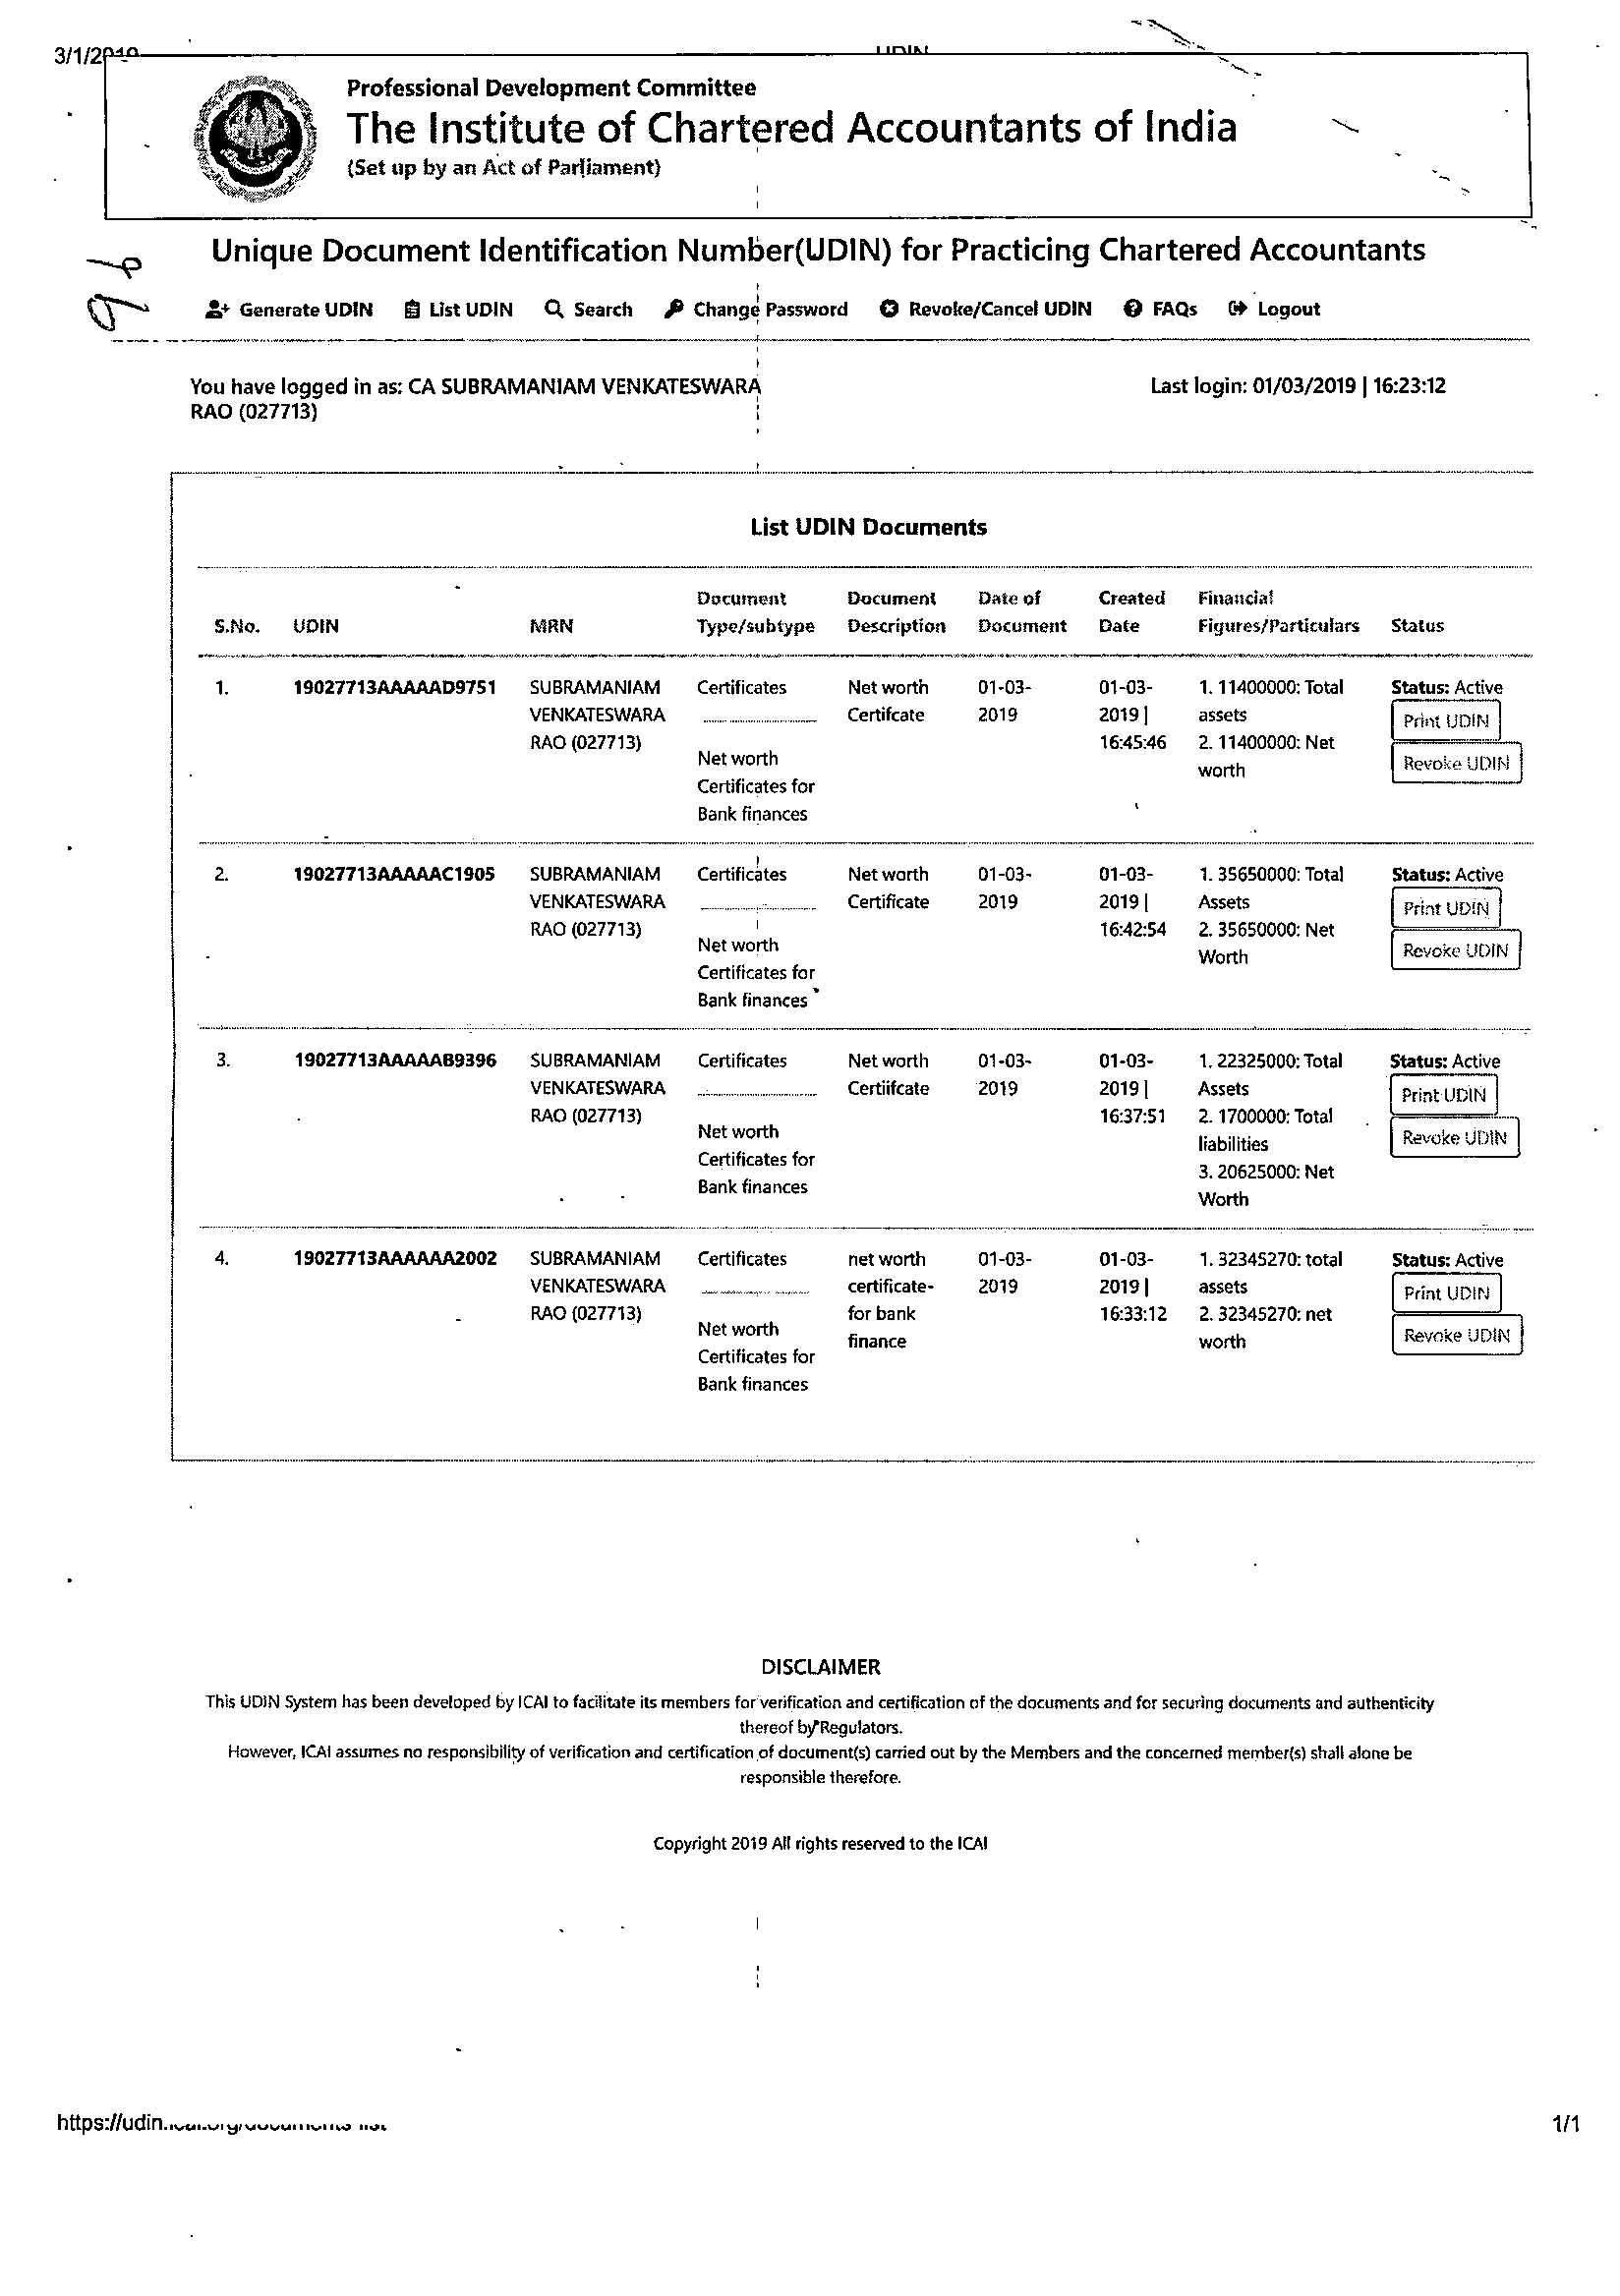 3/1/2019
UDIN
Professional Development Committee
The Institute of Chartered Accountants of India
(Set up by an Act of Parliament)
Unique Document Identification Number(UDIN) for Practicing Chartered Accountants
Generate UDIN List UDIN Search Change Password Revoke/Cancel UDIN FAQs Logout
You have logged in as: CA SUBRAMANIAM VENKATESWARA
RAO (027713)
Last login: 01/03/2019 | 16:23:12
List UDIN Documents
Document Document Date of Created Financial
S.No. UDIN MRN Type/subtype Description Document Date Figures/Particulars Status
1. 19027713AAAAAD9751 SUBRAMANIAM Certificates Net worth 01-03- 01-03- 1. 11400000: Total Status: Active
VENKATESWARA Certifcate 2019 2019 | assets Print UDIN
RAO (027713) 16:45:46 2. 11400000: Net
Net worth worth Revoke UDIN
Certificates for
Bank finances
2. 19027713AAAAAC1905 SUBRAMANIAM Certificates Net worth 01-03- 01-03- 1. 35650000: Total Status: Active
VENKATESWARA Certificate 2019 2019 | Assets Print UDIN
RAO (027713) 16:42:54 2. 35650000: Net
Net worth Worth Revoke UDIN
Certificates for
Bank finances
3. 19027713AAAAAB9396 SUBRAMANIAM Certificates Net worth 01-03- 01-03- 1. 22325000: Total Status: Active
VENKATESWARA Certiifcate 2019 2019 | Assets Print UDIN
RAO (027713) 16:37:51 2. 1700000: Total
Net worth liabilities Revoke UDIN
Certificates for 3. 20625000: Net
Bank finances Worth
4. 19027713AAAAAA2002 SUBRAMANIAM Certificates net worth 01-03- 01-03- 1. 32345270: total Status: Active
VENKATESWARA certificate- 2019 2019 | assets Print UDIN
RAO (027713) for bank 16:33:12 2. 32345270: net
Net worth finance worth Revoke UDIN
Certificates for
Bank finances
DISCLAIMER
This UDIN System has been developed by ICAI to facilitate its members for verification and certification of the documents and for securing documents and authenticity
thereof by Regulators.
However, ICAI assumes no responsibility of verification and certification of document(s) carried out by the Members and the concerned member(s) shall alone be
responsible therefore.
Copyright 2019 All rights reserved to the ICAI
https://udin.icai.org/documents-list
1/1